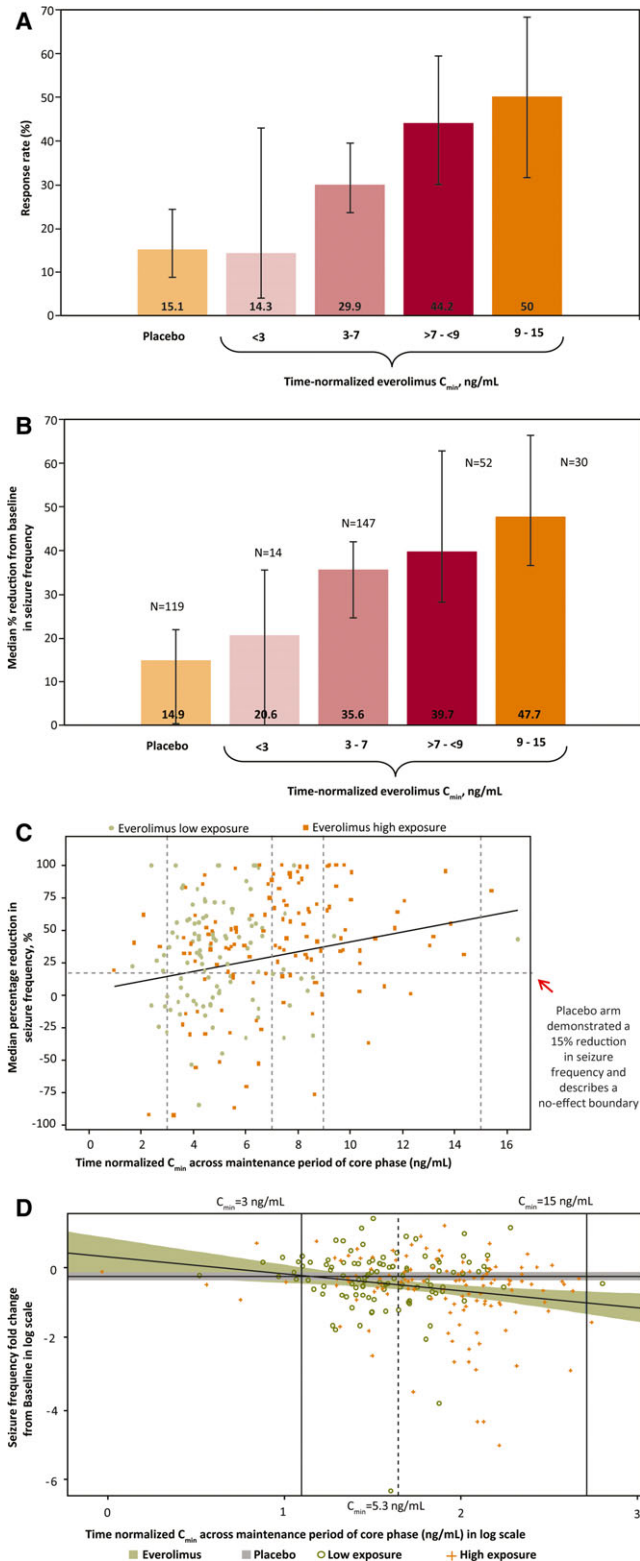 A
Response rate (%)
70
60
50
40
30
20
10
0
15.1
14.3
29.9
44.2
50
Placebo
<3
3-7
>7 - <9
9 - 15
Time-normalized everolimus Cmin, ng/mL
B
Median % reduction from baseline
in seizure frequency
70
60
50
40
30
20
10
0
N=119
N=14
N=147
N=52
N=30
14.9
20.6
35.6
39.7
47.7
Placebo
<3
3 - 7
>7 - <9
9 - 15
Time-normalized everolimus Cmin, ng/mL
C
Everolimus low exposure
Everolimus high exposure
Median percentage reduction in
seizure frequency, %
100
75
50
25
0
-25
-50
-75
-100
0
2
4
6
8
10
12
14
16
Time normalized Cmin across maintenance period of core phase (ng/mL)
Placebo arm
demonstrated a
15% reduction
in seizure
frequency and
describes a
no-effect boundary
D
Cmin=3 ng/mL
Cmin=15 ng/mL
Seizure frequency fold change
from Baseline in log scale
0
-2
-4
-6
Cmin=5.3 ng/mL
0
1
2
3
Time normalized Cmin across maintenance period of core phase (ng/mL) in log scale
Everolimus
Placebo
Low exposure
High exposure